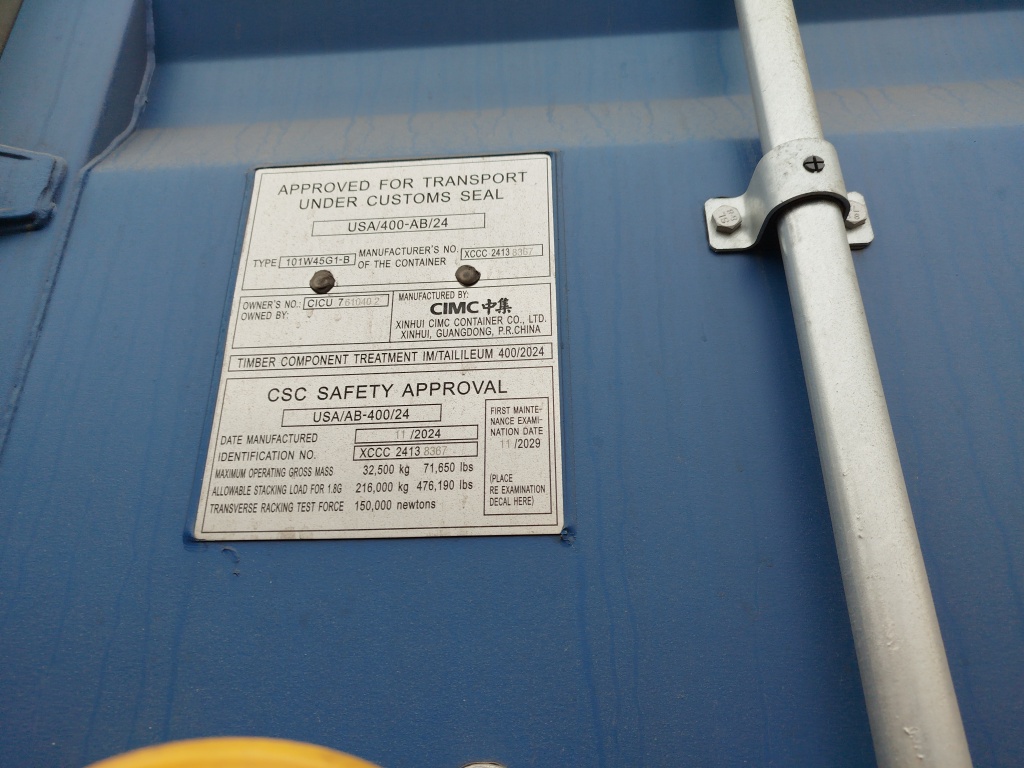 APPROVED FOR TRANSPORT
UNDER CUSTOMS SEAL
USA/400-AB/24
TYPE 101W45G1-B MANUFACTURER'S NO. OF THE CONTAINER XCCC 2413 8367
OWNER'S NO.: CICU 761040 2
OWNED BY:
MANUFACTURED BY:
CIMC 中集
XINHUI CIMC CONTAINER CO., LTD.
XINHUI, GUANGDONG, P.R.CHINA
TIMBER COMPONENT TREATMENT IM/TAILILEUM 400/2024
CSC SAFETY APPROVAL
USA/AB-400/24
DATE MANUFACTURED 11 /2024
IDENTIFICATION NO. XCCC 2413 8367
MAXIMUM OPERATING GROSS MASS 32,500 kg 71,650 lbs
ALLOWABLE STACKING LOAD FOR 1.8G 216,000 kg 476,190 lbs
TRANSVERSE RACKING TEST FORCE 150,000 newtons
FIRST MAINTE-
NANCE EXAMI-
NATION DATE
11 /2029
(PLACE
RE EXAMINATION
DECAL HERE)